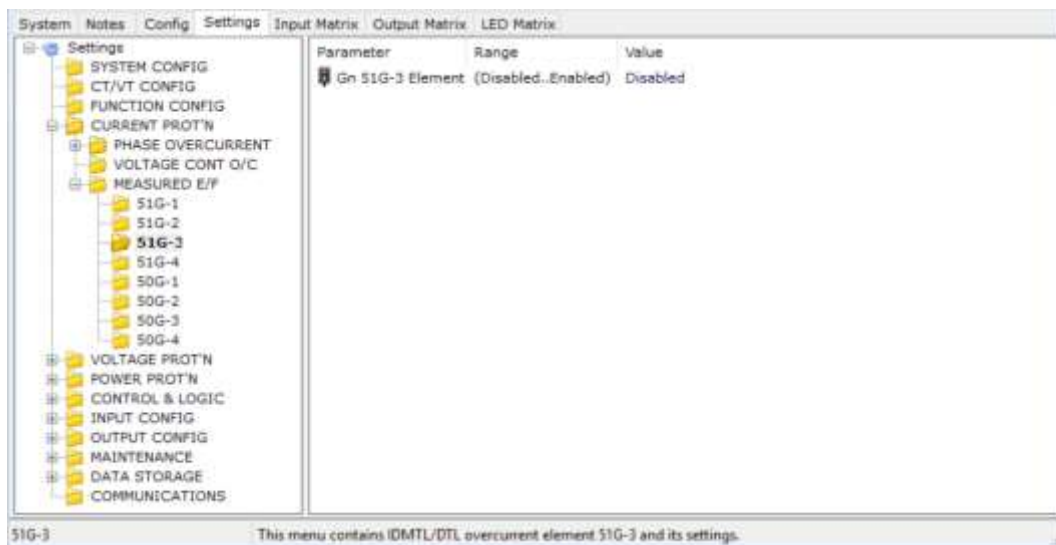 System Notes Config Settings Input Matrix Output Matrix LED Matrix
Settings
SYSTEM CONFIG
CT/VT CONFIG
FUNCTION CONFIG
CURRENT PROT'N
PHASE OVERCURRENT
VOLTAGE CONT O/C
MEASURED E/F
51G-1
51G-2
51G-3
51G-4
50G-1
50G-2
50G-3
50G-4
VOLTAGE PROT'N
POWER PROT'N
CONTROL & LOGIC
INPUT CONFIG
OUTPUT CONFIG
MAINTENANCE
DATA STORAGE
COMMUNICATIONS
Parameter Range Value
Gn 51G-3 Element (Disabled..Enabled) Disabled
51G-3 This menu contains IDMTL/DTL overcurrent element 51G-3 and its settings.